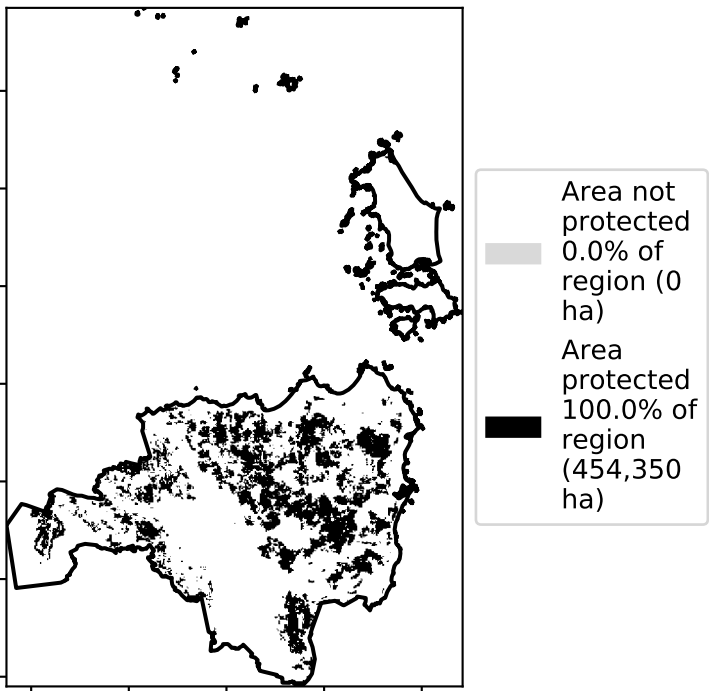 Area not
protected
0.0% of
region (0
ha)
Area
protected
100.0% of
region
(454,350
ha)